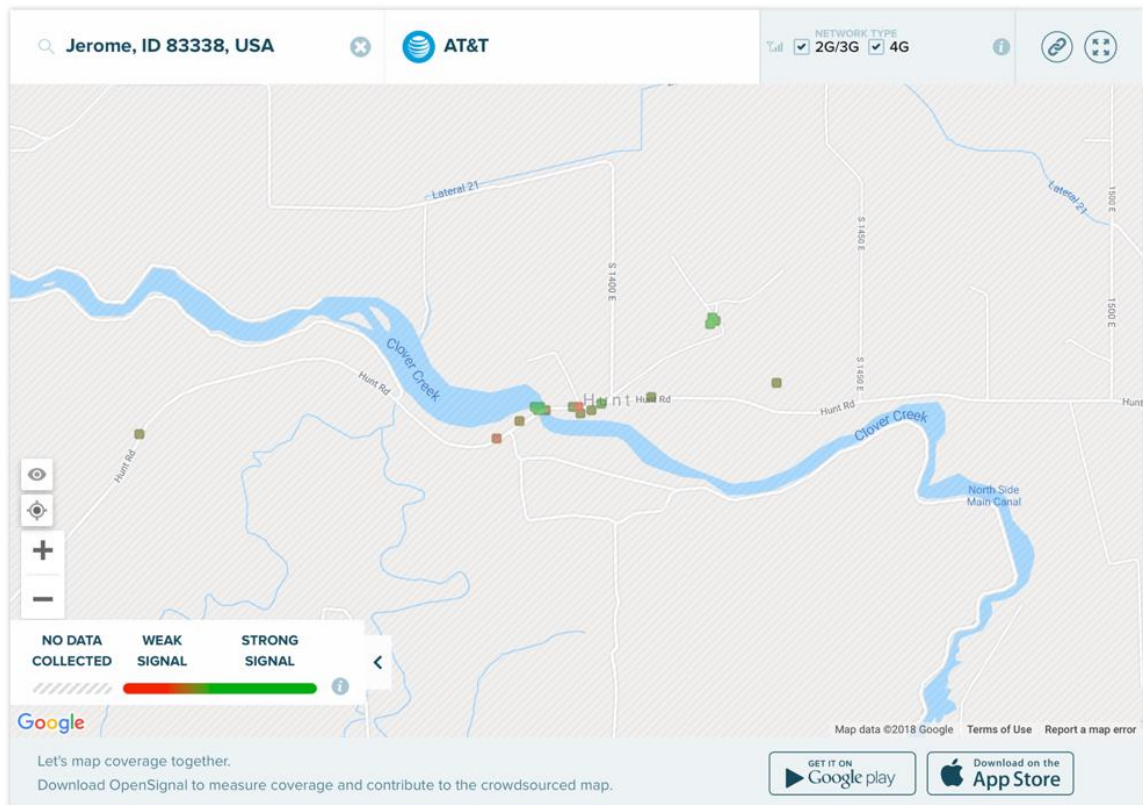 Jerome, ID 83338, USA
AT&T
NETWORK TYPE
2G/3G 4G
Lateral 21
Lateral 21
1500 E
S 1450 E
S 1400 E
1500 E
Clover Creek
S 1450 E
Hunt Rd
Hunt
Hunt Rd
Hunt Rd
Hunt
Clover Creek
Hunt Rd
North Side
Main Canal
NO DATA
COLLECTED
WEAK
SIGNAL
STRONG
SIGNAL
Google
Map data ©2018 Google
Terms of Use
Report a map error
Let's map coverage together.
Download OpenSignal to measure coverage and contribute to the crowdsourced map.
GET IT ON
Google play
Download on the
App Store